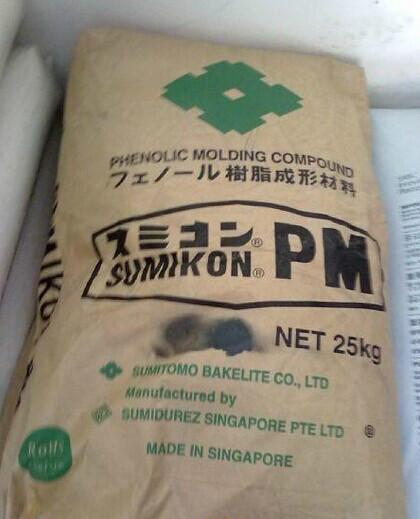 PHENOLIC MOLDING COMPOUND
フェノール樹脂成形材料
スミコン®
SUMIKON® PM
NET 25kg
SUMITOMO BAKELITE CO., LTD
Manufactured by
SUMIDUREZ SINGAPORE PTE LTD
MADE IN SINGAPORE
RoHS
SUMIKO